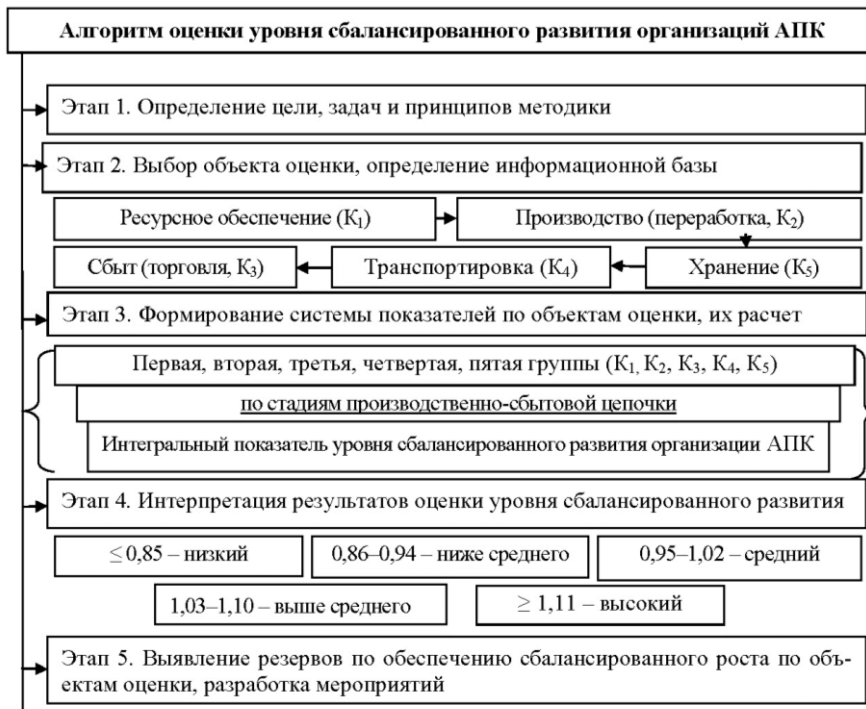 Алгоритм оценки уровня сбалансированного развития организаций АПК
Этап 1. Определение цели, задач и принципов методики
Этап 2. Выбор объекта оценки, определение информационной базы
Ресурсное обеспечение (К₁)
Производство (переработка, К₂)
Сбыт (торговля, К₃)
Транспортировка (К₄)
Хранение (К₅)
Этап 3. Формирование системы показателей по объектам оценки, их расчет
Первая, вторая, третья, четвертая, пятая группы (К₁, К₂, К₃, К₄, К₅)
по стадиям производственно-сбытовой цепочки
Интегральный показатель уровня сбалансированного развития организации АПК
Этап 4. Интерпретация результатов оценки уровня сбалансированного развития
≤ 0,85 – низкий
0,86–0,94 – ниже среднего
0,95–1,02 – средний
1,03–1,10 – выше среднего
≥ 1,11 – высокий
Этап 5. Выявление резервов по обеспечению сбалансированного роста по объ-
ектам оценки, разработка мероприятий